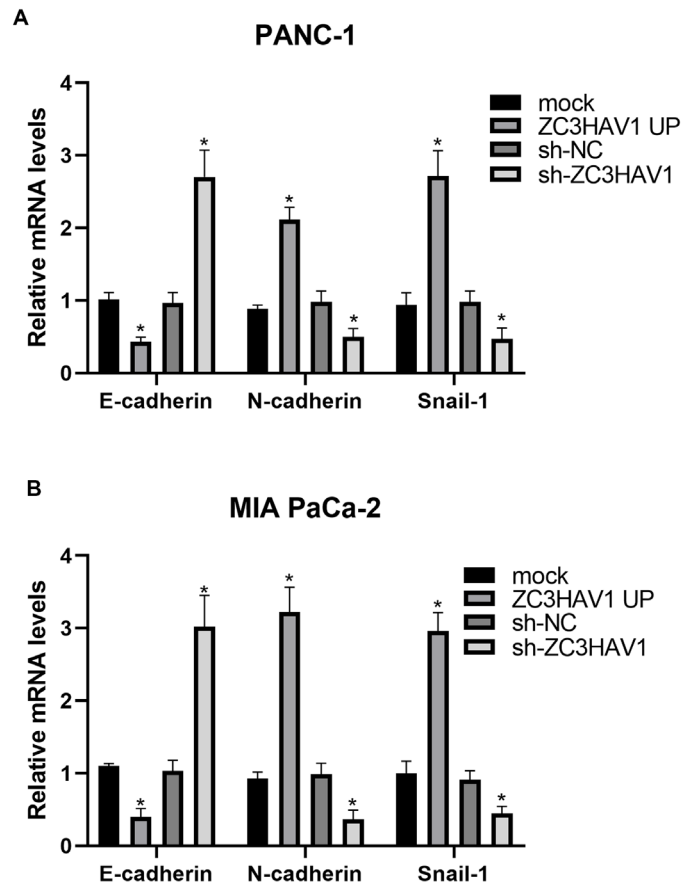 A
PANC-1
Relative mRNA levels
4
3
2
1
0
*
*
*
*
*
*
E-cadherin
N-cadherin
Snail-1
mock
ZC3HAV1 UP
sh-NC
sh-ZC3HAV1
B
MIA PaCa-2
Relative mRNA levels
4
3
2
1
0
*
*
*
*
*
*
E-cadherin
N-cadherin
Snail-1
mock
ZC3HAV1 UP
sh-NC
sh-ZC3HAV1